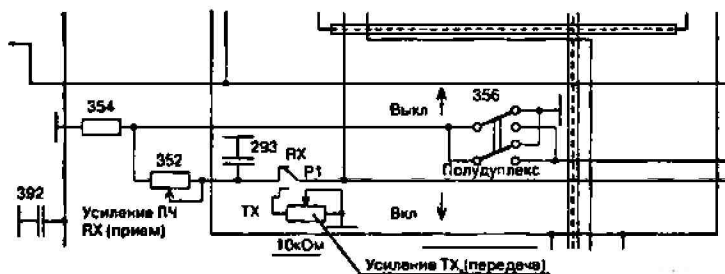 354
Выкл
356
293
RX
352
P1
Полудуплекс
392
Усиление ПЧ
RX (прием)
TX
Вкл
10кОм
Усиление TX (передача)